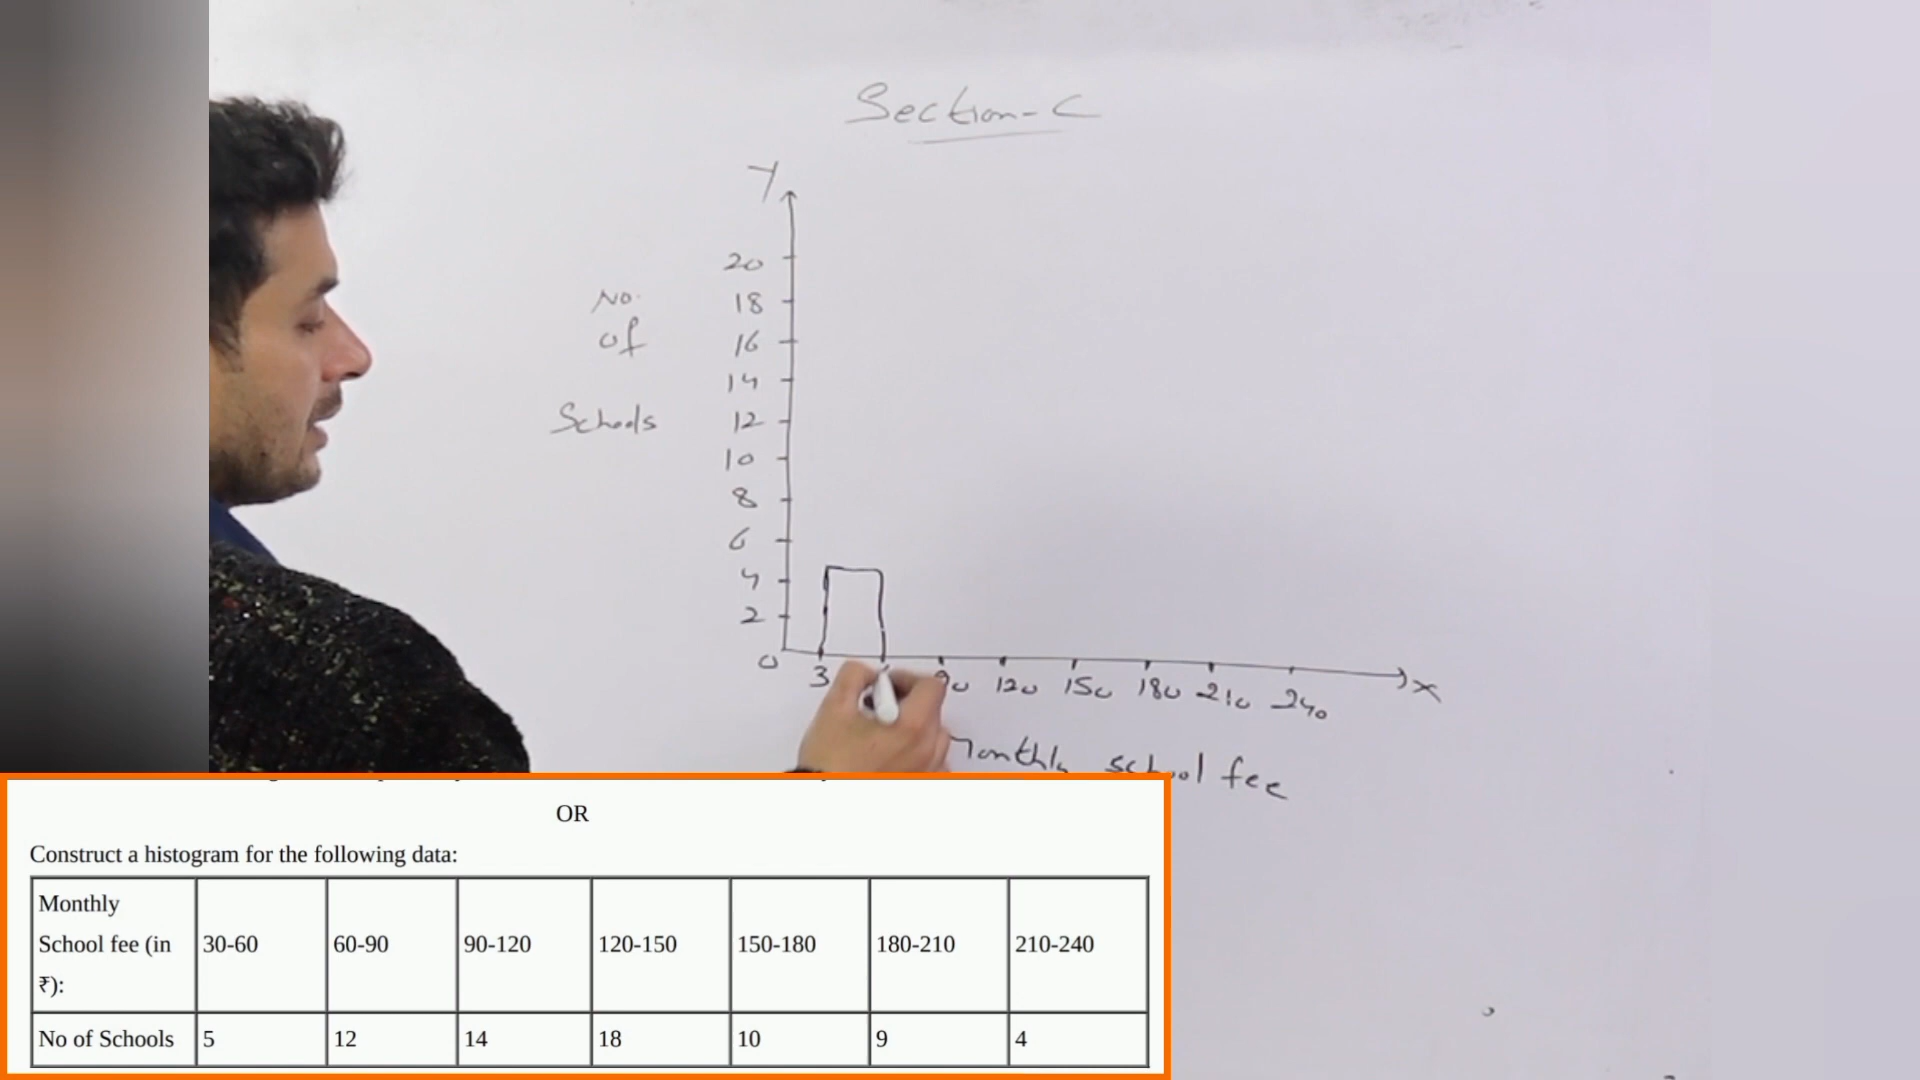 Section-C
Y
20
No. 18
of 16
14
Schools 12
10
8
6
4
2
0
3 90 120 150 180 210 240 X
Monthly school fee
OR
Construct a histogram for the following data:
Monthly School fee (in ₹): 30-60 60-90 90-120 120-150 150-180 180-210 210-240
No of Schools 5 12 14 18 10 9 4